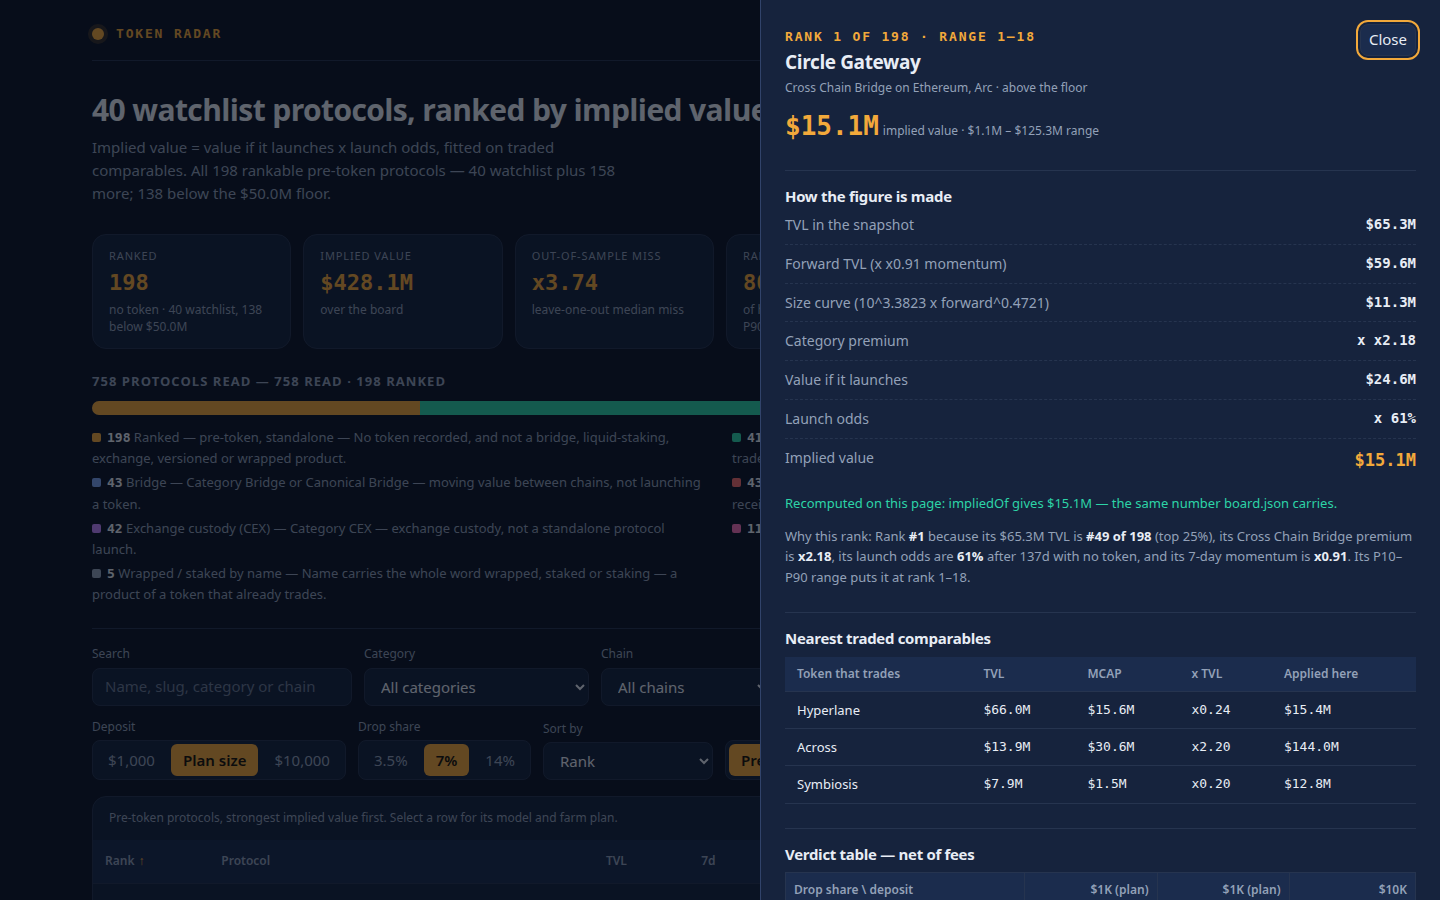 TOKEN RADAR
40 watchlist protocols, ranked by implied value
Implied value = value if it launches x launch odds, fitted on traded
comparables. All 198 rankable pre-token protocols — 40 watchlist plus 158
more; 138 below the $50.0M floor.
RANKED
198
no token · 40 watchlist, 138
below $50.0M
IMPLIED VALUE
$428.1M
over the board
OUT-OF-SAMPLE MISS
x3.74
leave-one-out median miss
758 PROTOCOLS READ — 758 READ · 198 RANKED
198 Ranked — pre-token, standalone — No token recorded, and not a bridge, liquid-staking,
exchange, versioned or wrapped product.
43 Bridge — Category Bridge or Canonical Bridge — moving value between chains, not launching
a token.
42 Exchange custody (CEX) — Category CEX — exchange custody, not a standalone protocol
launch.
5 Wrapped / staked by name — Name carries the whole word wrapped, staked or staking — a
product of a token that already trades.
Search
Name, slug, category or chain
Category
All categories
Chain
All chains
Deposit
$1,000 Plan size $10,000
Drop share
3.5% 7% 14%
Sort by
Rank
Pre-token protocols, strongest implied value first. Select a row for its model and farm plan.
Rank ↑ Protocol TVL 7d
RANK 1 OF 198 · RANGE 1–18
Close
Circle Gateway
Cross Chain Bridge on Ethereum, Arc · above the floor
$15.1M implied value · $1.1M – $125.3M range
How the figure is made
TVL in the snapshot $65.3M
Forward TVL (x x0.91 momentum) $59.6M
Size curve (10^3.3823 x forward^0.4721) $11.3M
Category premium x x2.18
Value if it launches $24.6M
Launch odds x 61%
Implied value $15.1M
Recomputed on this page: impliedOf gives $15.1M — the same number board.json carries.
Why this rank: Rank #1 because its $65.3M TVL is #49 of 198 (top 25%), its Cross Chain Bridge premium
is x2.18, its launch odds are 61% after 137d with no token, and its 7-day momentum is x0.91. Its P10–
P90 range puts it at rank 1–18.
Nearest traded comparables
Token that trades TVL MCAP x TVL Applied here
Hyperlane $66.0M $15.6M x0.24 $15.4M
Across $13.9M $30.6M x2.20 $144.0M
Symbiosis $7.9M $1.5M x0.20 $12.8M
Verdict table — net of fees
Drop share \ deposit $1K (plan) $1K (plan) $10K